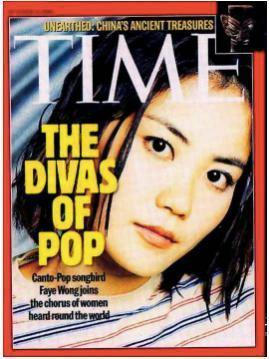 UNEARTHED: CHINA'S ANCIENT TREASURES
TIME
THE
DIVAS
OF
POP
Canto-Pop songbird
Faye Wong joins
the chorus of women
heard round the world